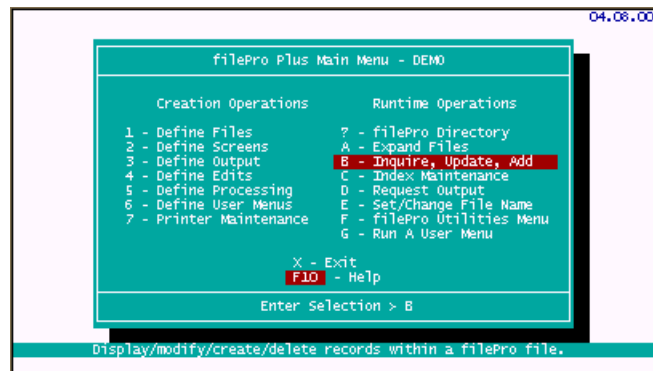 04.08.00
filePro Plus Main Menu - DEMO
Creation Operations
Runtime Operations
1 - Define Files
2 - Define Screens
3 - Define Output
4 - Define Edits
5 - Define Processing
6 - Define User Menus
7 - Printer Maintenance
? - filePro Directory
A - Expand Files
B - Inquire, Update, Add
C - Index Maintenance
D - Request Output
E - Set/Change File Name
F - filePro Utilities Menu
G - Run A User Menu
X - Exit
F10 - Help
Enter Selection > B
Display/modify/create/delete records within a filePro file.